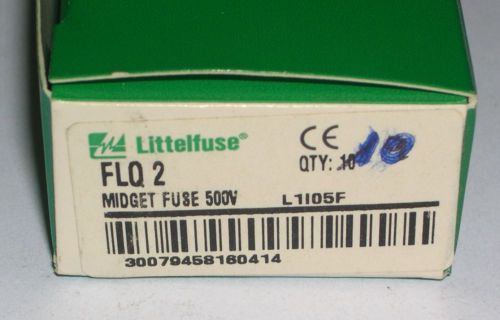 Littelfuse® CE
FLQ 2 QTY: 10 10
MIDGET FUSE 500V L1I05F
30079458160414